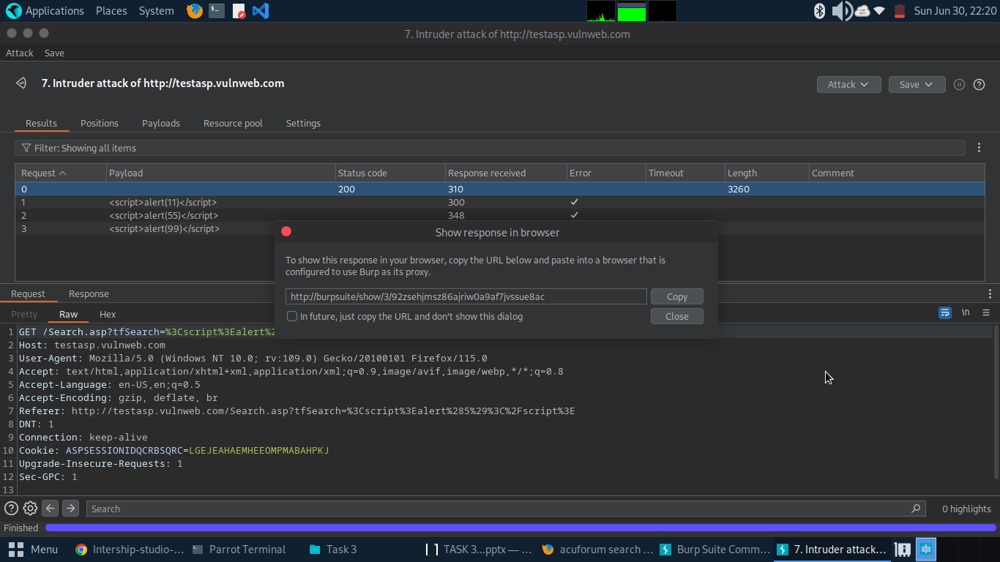 Applications Places System Sun Jun 30, 22:20
7. Intruder attack of http://testasp.vulnweb.com
Attack Save
7. Intruder attack of http://testasp.vulnweb.com Attack Save
Results Positions Payloads Resource pool Settings
Filter: Showing all items
Request Payload Status code Response received Error Timeout Length Comment
0 200 310 3260
1 <script>alert(11)</script> 300
2 <script>alert(55)</script> 348
3 <script>alert(99)</script>
Show response in browser
To show this response in your browser, copy the URL below and paste into a browser that is
configured to use Burp as its proxy.
http://burpsuite/show/3/92zsehjmsz86ajriw0a9af7jvssue8ac Copy
In future, just copy the URL and don't show this dialog Close
Request Response
Pretty Raw Hex \n
1 GET /Search.asp?tfSearch=%3Cscript%3Ealert%2
2 Host: testasp.vulnweb.com
3 User-Agent: Mozilla/5.0 (Windows NT 10.0; rv:109.0) Gecko/20100101 Firefox/115.0
4 Accept: text/html,application/xhtml+xml,application/xml;q=0.9,image/avif,image/webp,*/*;q=0.8
5 Accept-Language: en-US,en;q=0.5
6 Accept-Encoding: gzip, deflate, br
7 Referer: http://testasp.vulnweb.com/Search.asp?tfSearch=%3Cscript%3Ealert%285%29%3C%2Fscript%3E
8 DNT: 1
9 Connection: keep-alive
10 Cookie: ASPSESSIONIDQCRBSQRC=LGEJEAHAEMHEEOMPMABAHPKJ
11 Upgrade-Insecure-Requests: 1
12 Sec-GPC: 1
13
Search 0 highlights
Finished
Menu Intership-studio-... Parrot Terminal Task 3 TASK 3...pptx — ... acuforum search ... Burp Suite Comm... 7. Intruder attack...